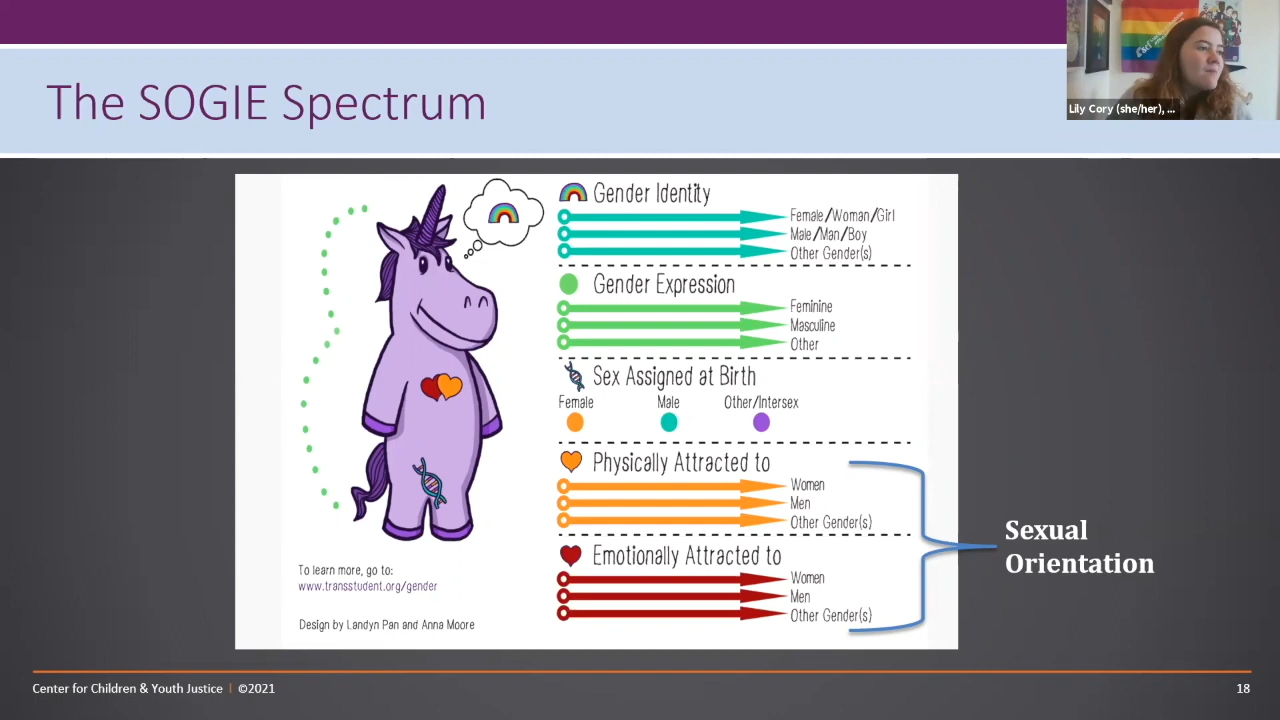 The SOGIE Spectrum
Lily Cory (she/her), ...
Gender Identity
Female/Woman/Girl
Male/Man/Boy
Other Gender(s)
Gender Expression
Feminine
Masculine
Other
Sex Assigned at Birth
Female Male Other/Intersex
Physically Attracted to
Women
Men
Other Gender(s)
Emotionally Attracted to
Women
Men
Other Gender(s)
Sexual
Orientation
To learn more, go to:
www.transstudent.org/gender
Design by Landyn Pan and Anna Moore
Center for Children & Youth Justice | ©2021
18